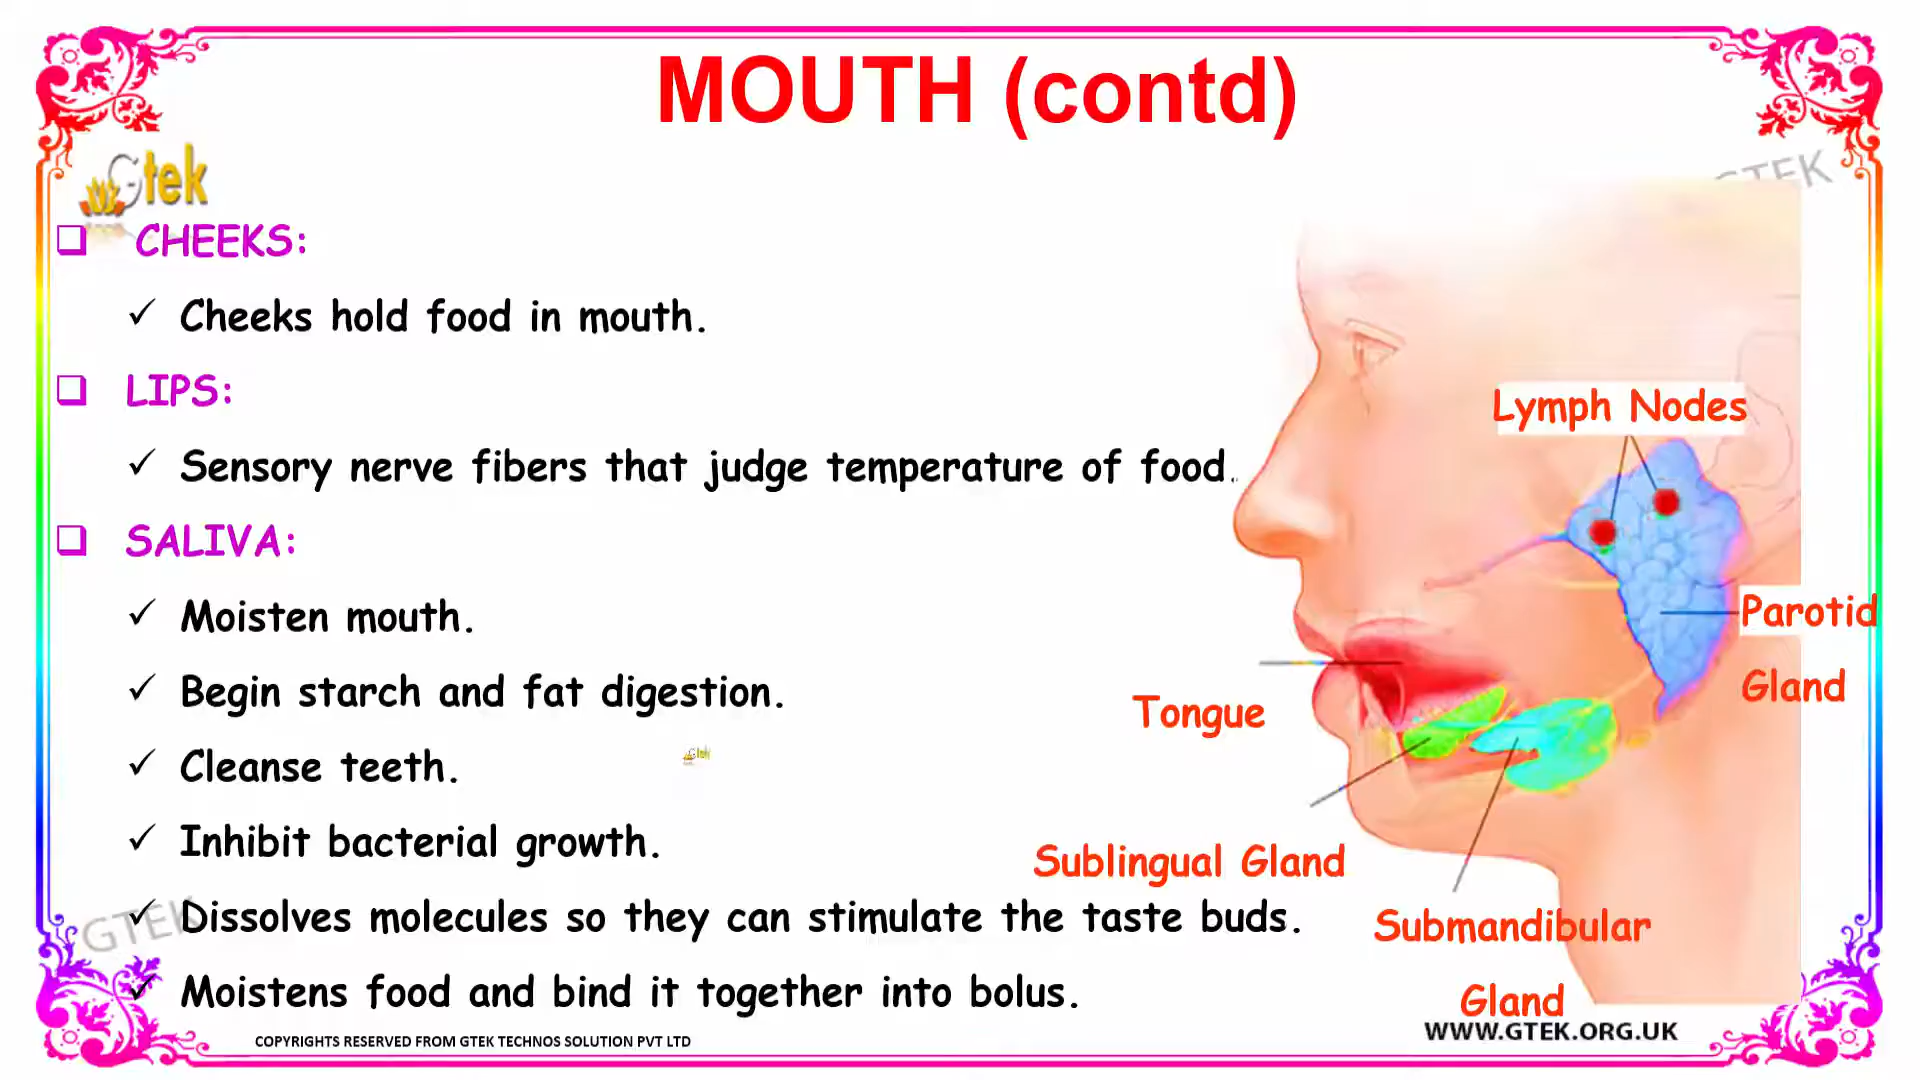 MOUTH (contd)
Gtek
GTEK
CHEEKS:
Cheeks hold food in mouth.
LIPS:
Sensory nerve fibers that judge temperature of food.
SALIVA:
Moisten mouth.
Begin starch and fat digestion.
Cleanse teeth.
Gtek
Inhibit bacterial growth.
GTEK
Dissolves molecules so they can stimulate the taste buds.
Moistens food and bind it together into bolus.
Lymph Nodes
Parotid
Gland
Tongue
Sublingual Gland
Submandibular
Gland
COPYRIGHTS RESERVED FROM GTEK TECHNOS SOLUTION PVT LTD
WWW.GTEK.ORG.UK